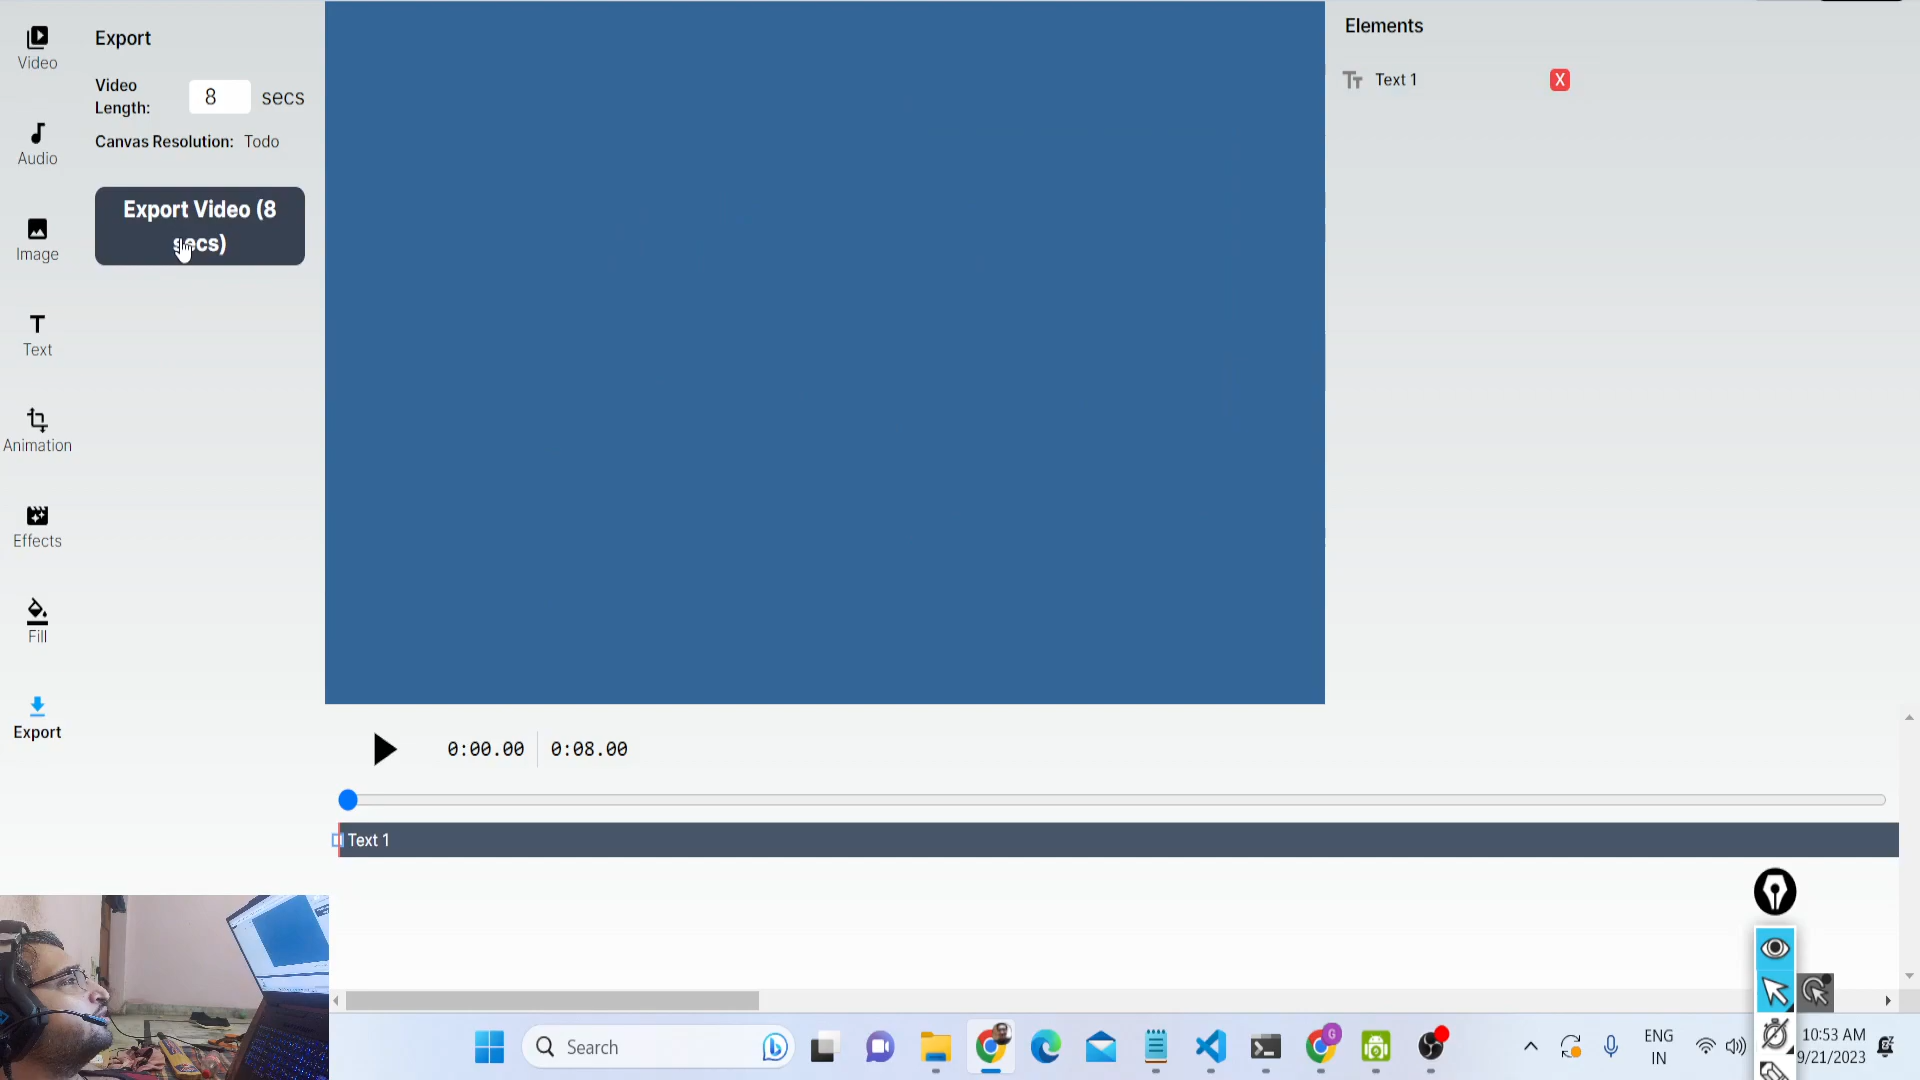 Video
Audio
Image
Text
Animation
Effects
Fill
Export
Export
Video
Length:
8
secs
Canvas Resolution: Todo
Export Video (8
secs)
Elements
Text 1
X
0:00.00
0:08.00
Text 1
Search
ENG
IN
10:53 AM
9/21/2023